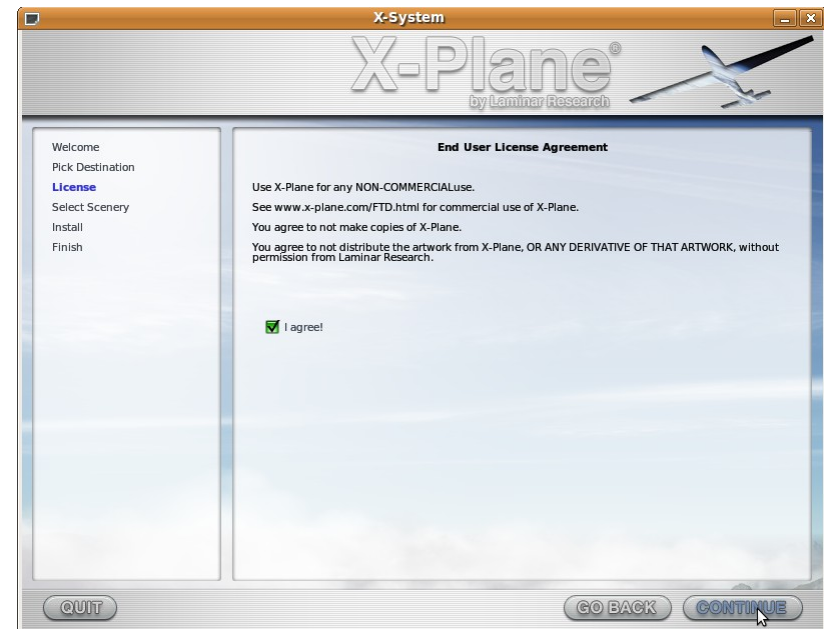 X-System
X-Plane®
by Laminar Research
Welcome
Pick Destination
License
Select Scenery
Install
Finish
End User License Agreement
Use X-Plane for any NON-COMMERCIALuse.
See www.x-plane.com/FTD.html for commercial use of X-Plane.
You agree to not make copies of X-Plane.
You agree to not distribute the artwork from X-Plane, OR ANY DERIVATIVE OF THAT ARTWORK, without
permission from Laminar Research.
I agree!
QUIT
GO BACK
CONTINUE